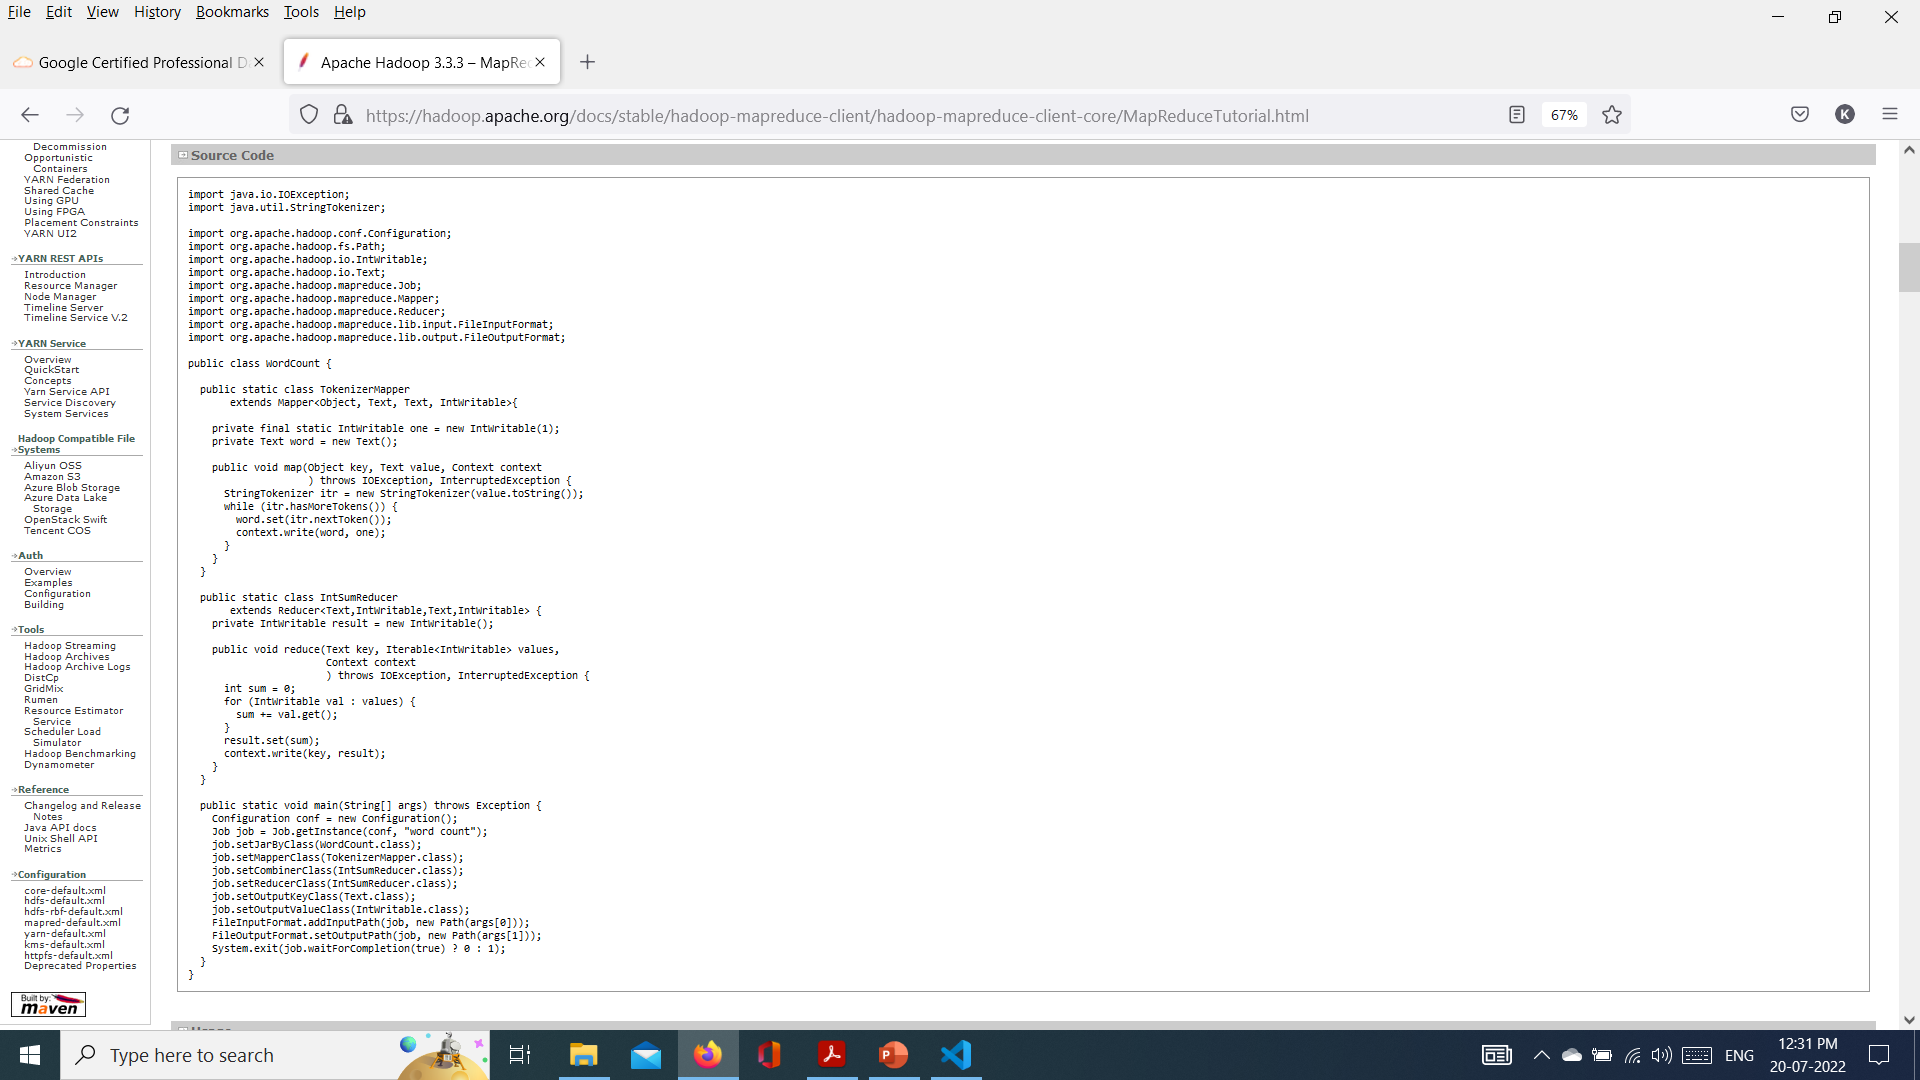 File Edit View History Bookmarks Tools Help
Google Certified Professional D
Apache Hadoop 3.3.3 – MapRec
https://hadoop.apache.org/docs/stable/hadoop-mapreduce-client/hadoop-mapreduce-client-core/MapReduceTutorial.html
67%
K
Decommission
Opportunistic
Containers
YARN Federation
Shared Cache
Using GPU
Using FPGA
Placement Constraints
YARN UI2
YARN REST APIs
Introduction
Resource Manager
Node Manager
Timeline Server
Timeline Service V.2
YARN Service
Overview
QuickStart
Concepts
Yarn Service API
Service Discovery
System Services
Hadoop Compatible File
Systems
Aliyun OSS
Amazon S3
Azure Blob Storage
Azure Data Lake
Storage
OpenStack Swift
Tencent COS
Auth
Overview
Examples
Configuration
Building
Tools
Hadoop Streaming
Hadoop Archives
Hadoop Archive Logs
DistCp
GridMix
Rumen
Resource Estimator
Service
Scheduler Load
Simulator
Hadoop Benchmarking
Dynamometer
Reference
Changelog and Release
Notes
Java API docs
Unix Shell API
Metrics
Configuration
core-default.xml
hdfs-default.xml
hdfs-rbf-default.xml
mapred-default.xml
yarn-default.xml
kms-default.xml
httpfs-default.xml
Deprecated Properties
Built by:
maven
Source Code
import java.io.IOException;
import java.util.StringTokenizer;
import org.apache.hadoop.conf.Configuration;
import org.apache.hadoop.fs.Path;
import org.apache.hadoop.io.IntWritable;
import org.apache.hadoop.io.Text;
import org.apache.hadoop.mapreduce.Job;
import org.apache.hadoop.mapreduce.Mapper;
import org.apache.hadoop.mapreduce.Reducer;
import org.apache.hadoop.mapreduce.lib.input.FileInputFormat;
import org.apache.hadoop.mapreduce.lib.output.FileOutputFormat;
public class WordCount {
public static class TokenizerMapper
extends Mapper<Object, Text, Text, IntWritable>{
private final static IntWritable one = new IntWritable(1);
private Text word = new Text();
public void map(Object key, Text value, Context context
) throws IOException, InterruptedException {
StringTokenizer itr = new StringTokenizer(value.toString());
while (itr.hasMoreTokens()) {
word.set(itr.nextToken());
context.write(word, one);
}
}
}
public static class IntSumReducer
extends Reducer<Text,IntWritable,Text,IntWritable> {
private IntWritable result = new IntWritable();
public void reduce(Text key, Iterable<IntWritable> values,
Context context
) throws IOException, InterruptedException {
int sum = 0;
for (IntWritable val : values) {
sum += val.get();
}
result.set(sum);
context.write(key, result);
}
}
public static void main(String[] args) throws Exception {
Configuration conf = new Configuration();
Job job = Job.getInstance(conf, "word count");
job.setJarByClass(WordCount.class);
job.setMapperClass(TokenizerMapper.class);
job.setCombinerClass(IntSumReducer.class);
job.setReducerClass(IntSumReducer.class);
job.setOutputKeyClass(Text.class);
job.setOutputValueClass(IntWritable.class);
FileInputFormat.addInputPath(job, new Path(args[0]));
FileOutputFormat.setOutputPath(job, new Path(args[1]));
System.exit(job.waitForCompletion(true) ? 0 : 1);
}
}
Type here to search
ENG
12:31 PM
20-07-2022